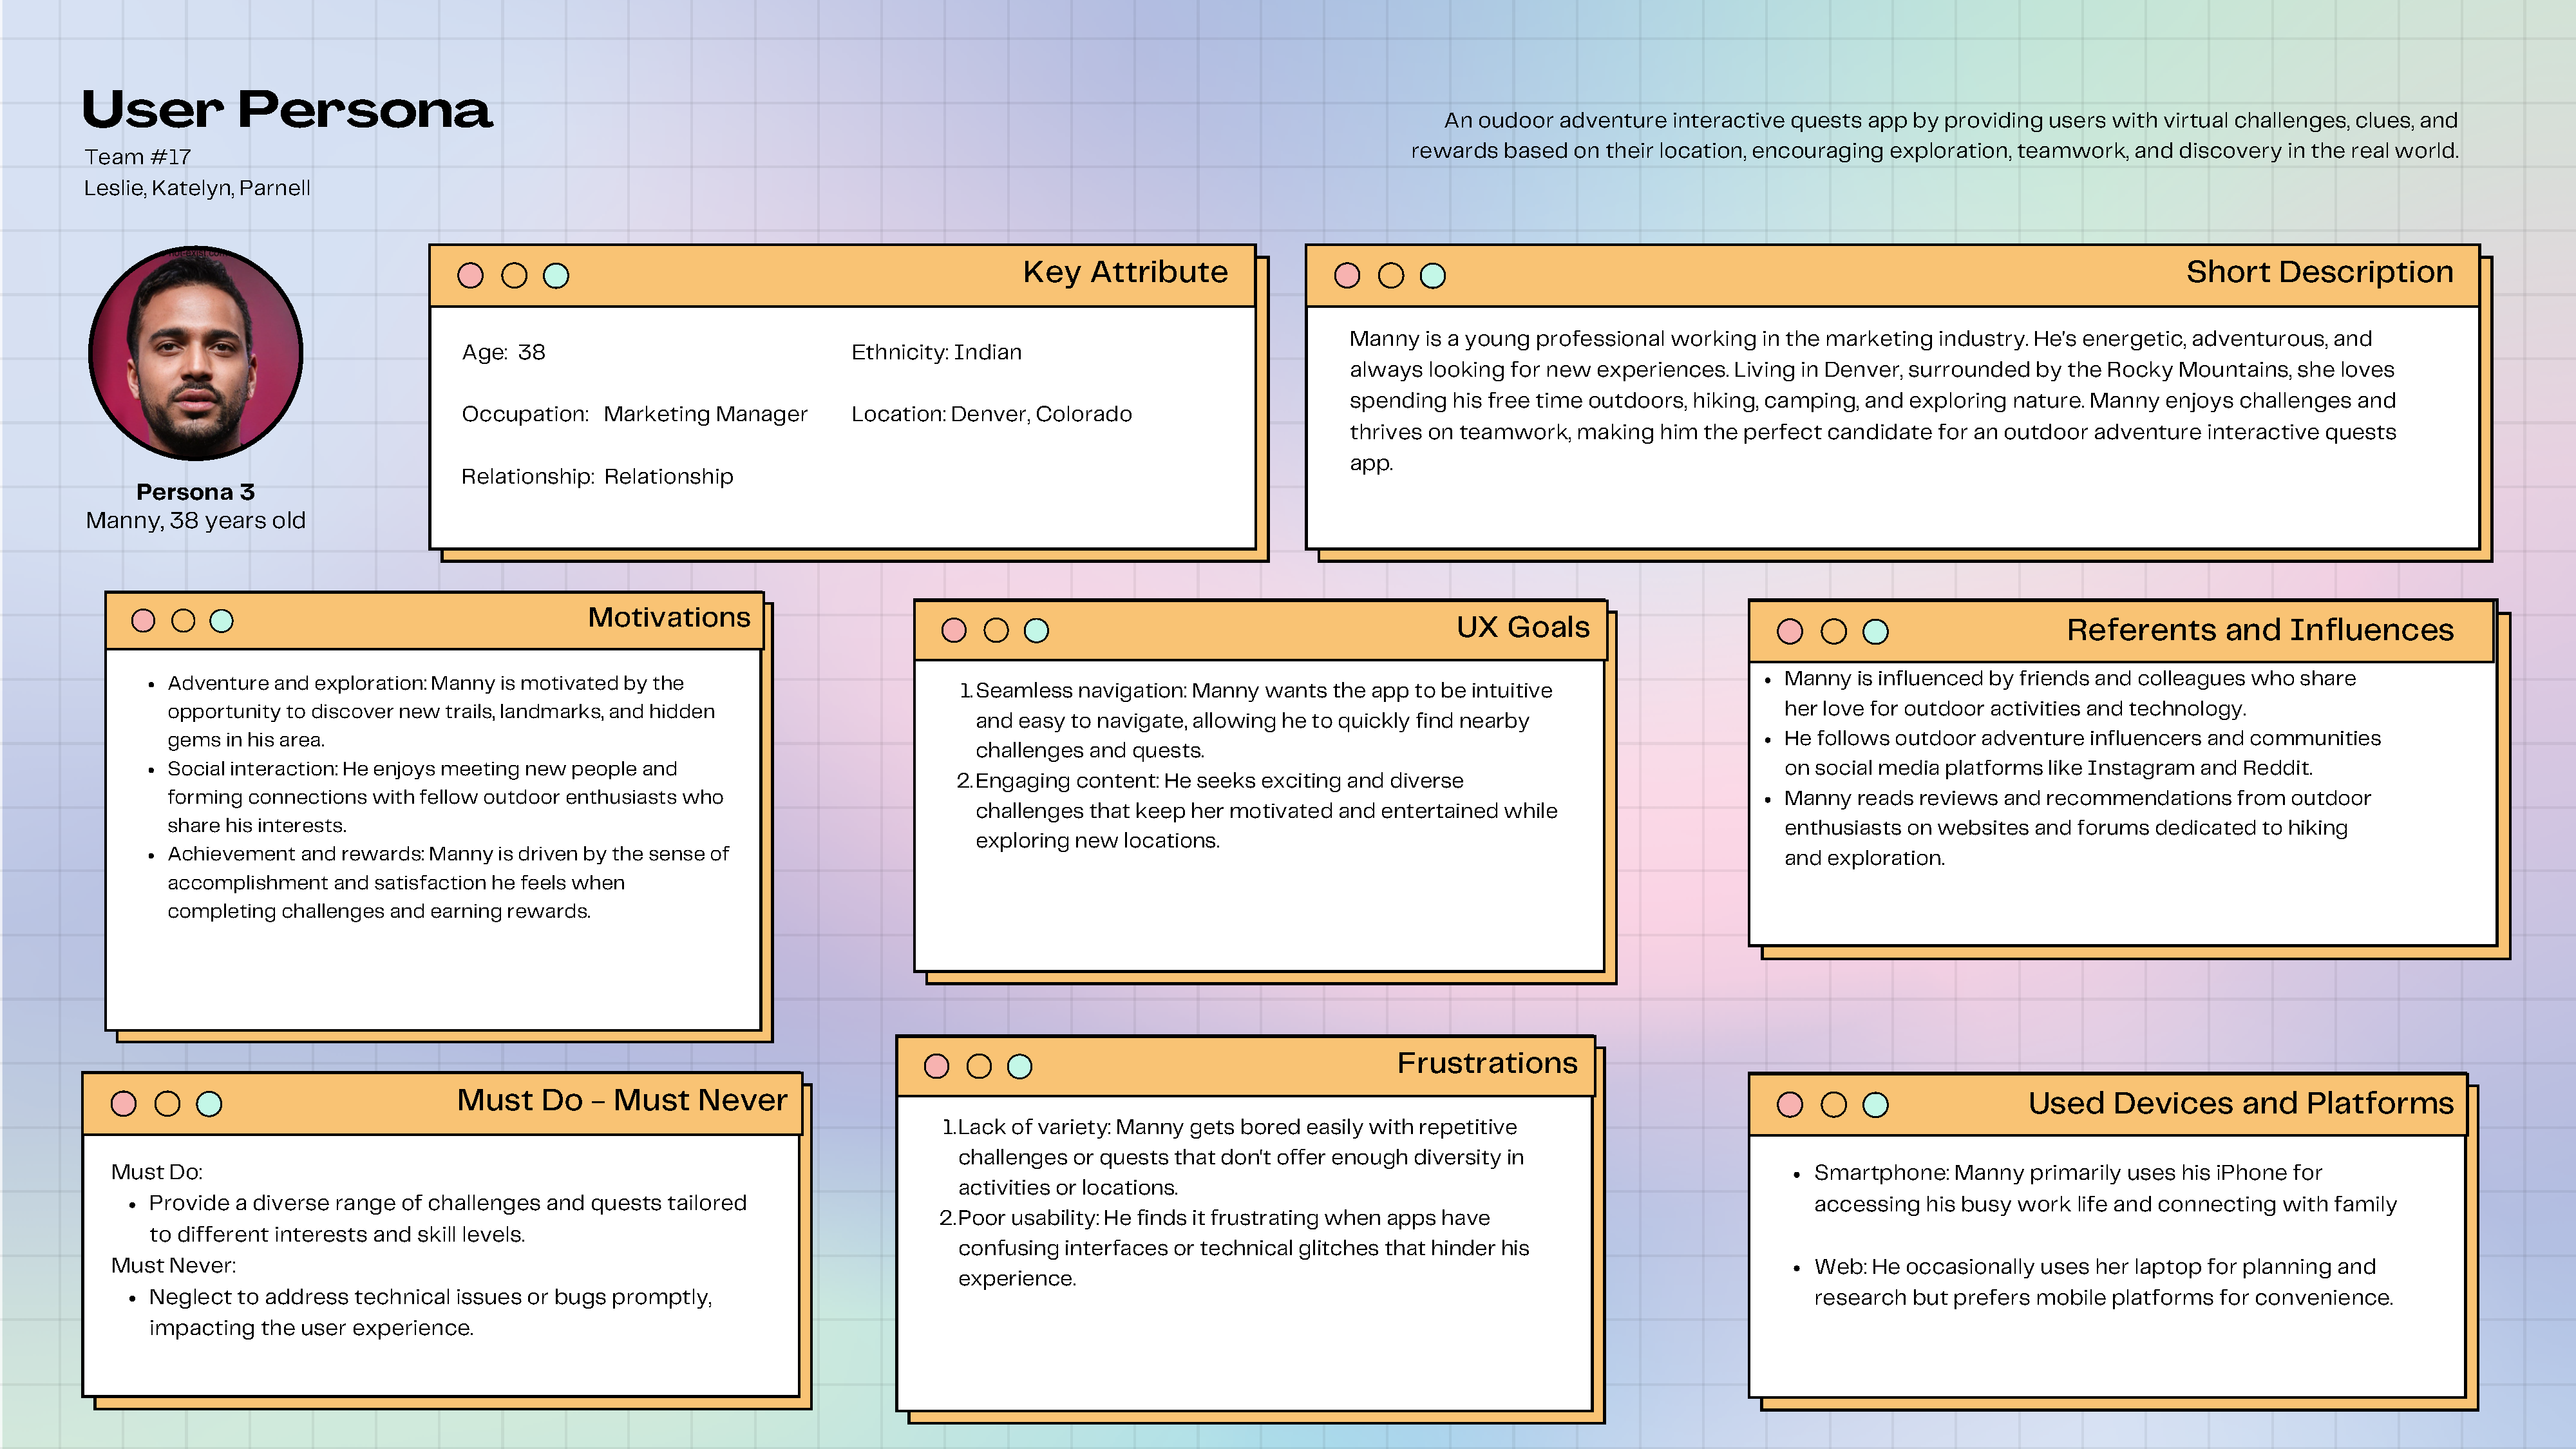 User Persona
Team #17
Leslie, Katelyn, Parnell
An oudoor adventure interactive quests app by providing users with virtual challenges, clues, and
rewards based on their location, encouraging exploration, teamwork, and discovery in the real world.
Persona 3
Manny, 38 years old
Key Attribute
Age: 38
Ethnicity: Indian
Occupation: Marketing Manager
Location: Denver, Colorado
Relationship: Relationship
Short Description
Manny is a young professional working in the marketing industry. He's energetic, adventurous, and
always looking for new experiences. Living in Denver, surrounded by the Rocky Mountains, she loves
spending his free time outdoors, hiking, camping, and exploring nature. Manny enjoys challenges and
thrives on teamwork, making him the perfect candidate for an outdoor adventure interactive quests
app.
Motivations
• Adventure and exploration: Manny is motivated by the
opportunity to discover new trails, landmarks, and hidden
gems in his area.
• Social interaction: He enjoys meeting new people and
forming connections with fellow outdoor enthusiasts who
share his interests.
• Achievement and rewards: Manny is driven by the sense of
accomplishment and satisfaction he feels when
completing challenges and earning rewards.
UX Goals
1. Seamless navigation: Manny wants the app to be intuitive
and easy to navigate, allowing he to quickly find nearby
challenges and quests.
2. Engaging content: He seeks exciting and diverse
challenges that keep her motivated and entertained while
exploring new locations.
Referents and Influences
• Manny is influenced by friends and colleagues who share
her love for outdoor activities and technology.
• He follows outdoor adventure influencers and communities
on social media platforms like Instagram and Reddit.
• Manny reads reviews and recommendations from outdoor
enthusiasts on websites and forums dedicated to hiking
and exploration.
Must Do - Must Never
Must Do:
• Provide a diverse range of challenges and quests tailored
to different interests and skill levels.
Must Never:
• Neglect to address technical issues or bugs promptly,
impacting the user experience.
Frustrations
1. Lack of variety: Manny gets bored easily with repetitive
challenges or quests that don't offer enough diversity in
activities or locations.
2. Poor usability: He finds it frustrating when apps have
confusing interfaces or technical glitches that hinder his
experience.
Used Devices and Platforms
• Smartphone: Manny primarily uses his iPhone for
accessing his busy work life and connecting with family
• Web: He occasionally uses her laptop for planning and
research but prefers mobile platforms for convenience.